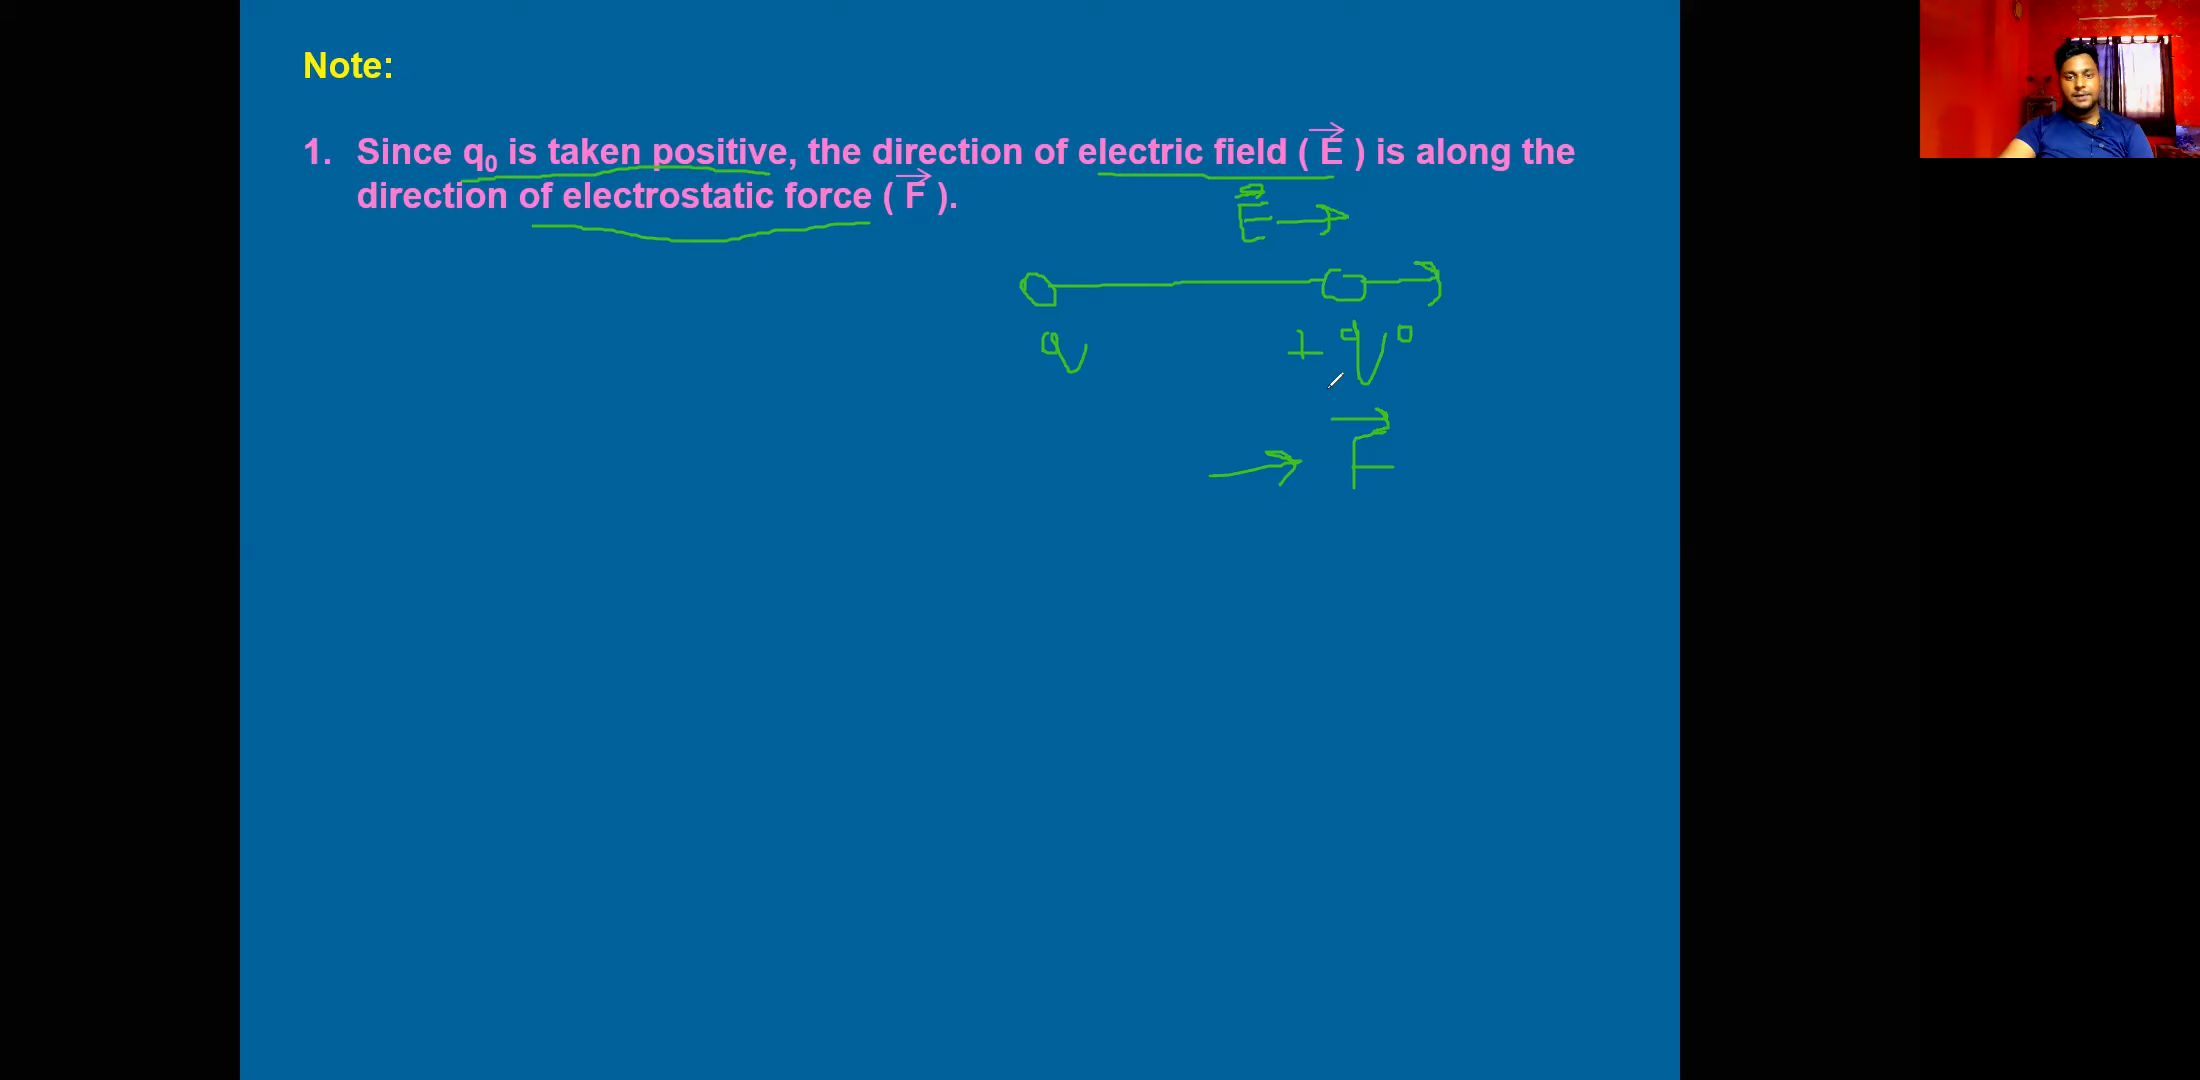 Note:
1. Since q₀ is taken positive, the direction of electric field ( E⃗ ) is along the
direction of electrostatic force ( F⃗ ).
E⃗ →
q + q₀
→ F⃗